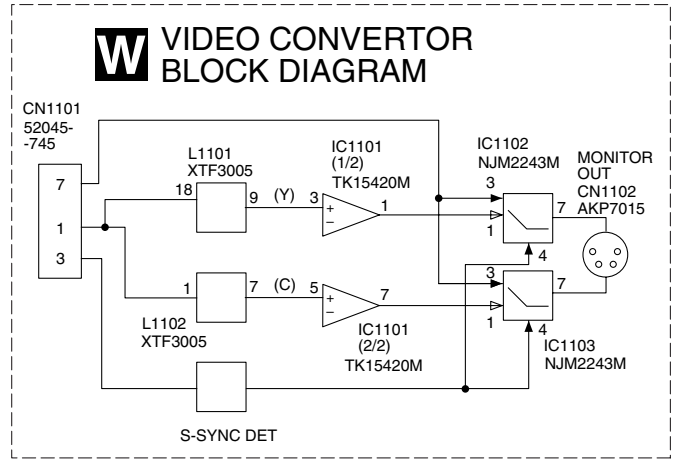 W VIDEO CONVERTOR
BLOCK DIAGRAM
CN1101
52045-
-745
7
1
3
L1101
XTF3005
18
9
(Y)
IC1101
(1/2)
TK15420M
3
+
−
1
IC1102
NJM2243M
3
1
4
7
MONITOR
OUT
CN1102
AKP7015
1
L1102
XTF3005
7
(C)
5
+
−
7
IC1101
(2/2)
TK15420M
3
1
4
7
IC1103
NJM2243M
S-SYNC DET